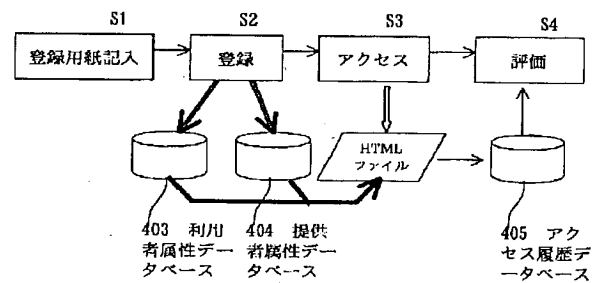 S1
S2
S3
S4
登録用紙記入
登録
アクセス
評価
HTML
ファイル
403 利用
者属性デー
タベース
404 提供
者属性デー
タベース
405 アク
セス履歴デ
ータベース